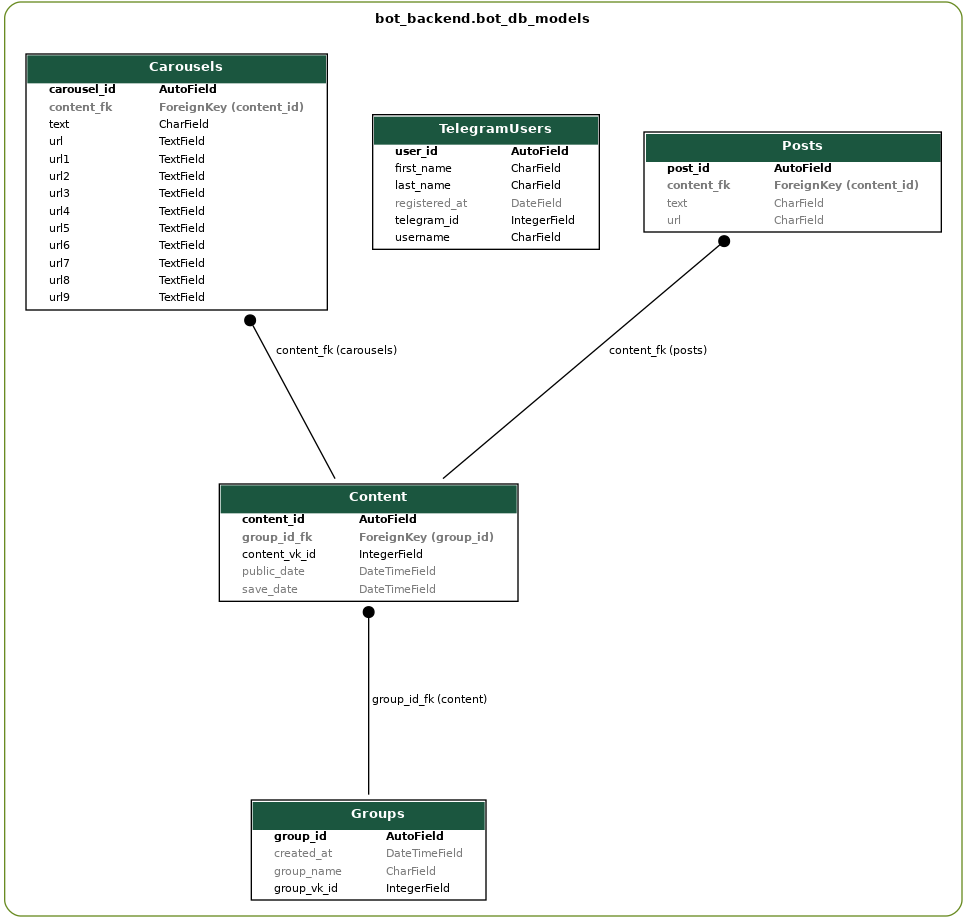 bot_backend.bot_db_models
Carousels
carousel_id AutoField
content_fk ForeignKey (content_id)
text CharField
url TextField
url1 TextField
url2 TextField
url3 TextField
url4 TextField
url5 TextField
url6 TextField
url7 TextField
url8 TextField
url9 TextField
TelegramUsers
user_id AutoField
first_name CharField
last_name CharField
registered_at DateField
telegram_id IntegerField
username CharField
Posts
post_id AutoField
content_fk ForeignKey (content_id)
text CharField
url CharField
content_fk (carousels)
content_fk (posts)
Content
content_id AutoField
group_id_fk ForeignKey (group_id)
content_vk_id IntegerField
public_date DateTimeField
save_date DateTimeField
group_id_fk (content)
Groups
group_id AutoField
created_at DateTimeField
group_name CharField
group_vk_id IntegerField